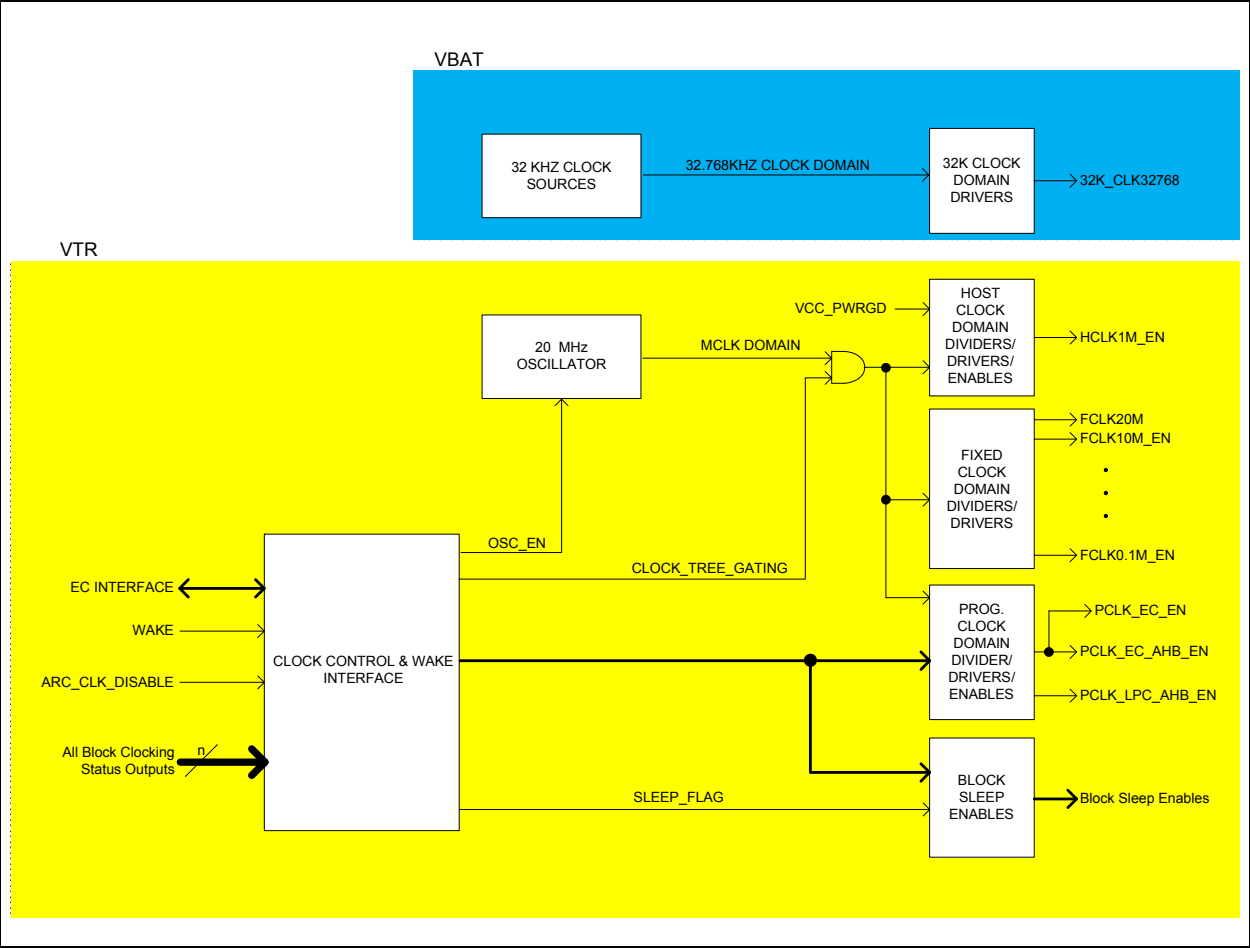 VBAT
32 KHZ CLOCK
SOURCES
32.768KHZ CLOCK DOMAIN
32K CLOCK
DOMAIN
DRIVERS
32K_CLK32768
VTR
20 MHz
OSCILLATOR
MCLK DOMAIN
VCC_PWRGD
HOST
CLOCK
DOMAIN
DIVIDERS/
DRIVERS/
ENABLES
HCLK1M_EN
FIXED
CLOCK
DOMAIN
DIVIDERS/
DRIVERS
FCLK20M
FCLK10M_EN
FCLK0.1M_EN
OSC_EN
CLOCK_TREE_GATING
EC INTERFACE
WAKE
ARC_CLK_DISABLE
All Block Clocking
Status Outputs
n
CLOCK CONTROL & WAKE
INTERFACE
PROG.
CLOCK
DOMAIN
DIVIDER/
DRIVERS/
ENABLES
PCLK_EC_EN
PCLK_EC_AHB_EN
PCLK_LPC_AHB_EN
SLEEP_FLAG
BLOCK
SLEEP
ENABLES
Block Sleep Enables